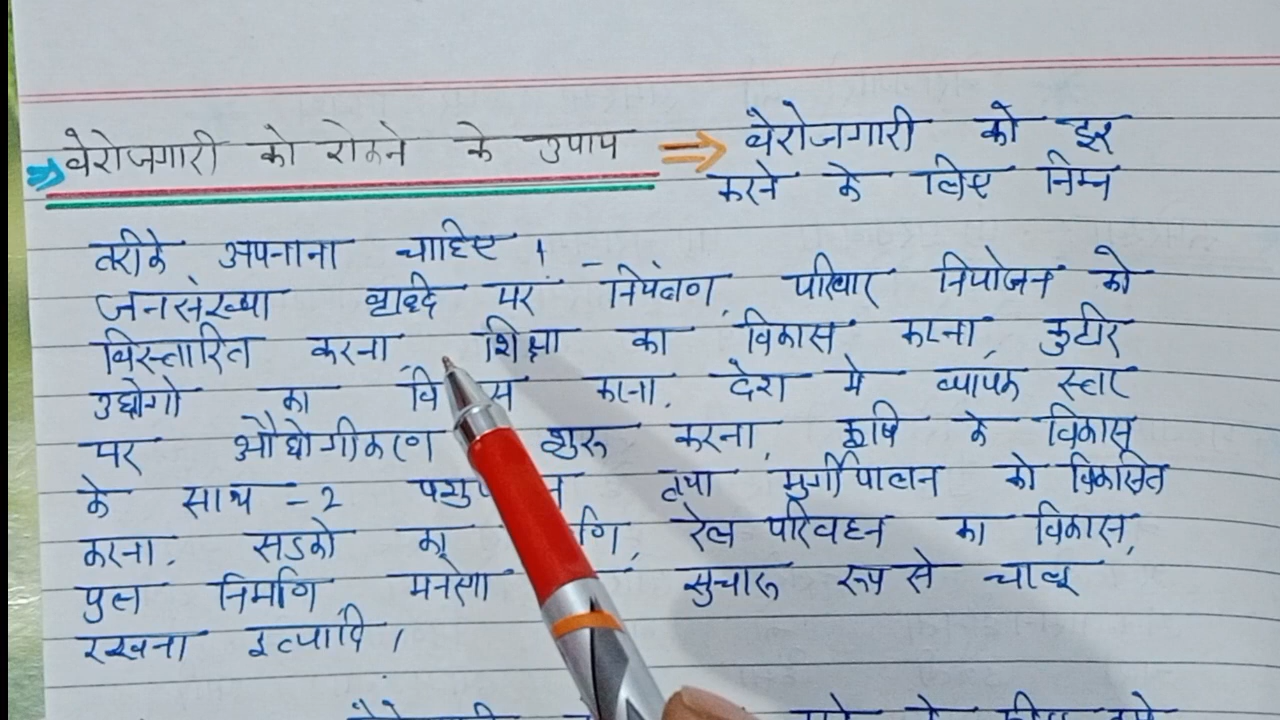 बेरोजगारी को रोकने के उपाय ⇒ बेरोजगारी को दूर
करने के लिए निम्न
तरीके अपनाना चाहिए । –
जनसंख्या वृद्धि पर नियंत्रण, परिवार नियोजन को
विस्तारित करना, शिक्षा का विकास करना, कुटीर
उद्योगो का करना, देश मे व्यापक स्तर
पर औद्योगीकरण शुरू करना, कृषि के विकास
के साथ -2 तथा मुर्गीपालन को विकसित
करना, सडको का रेल परिवहन का विकास,
पुल निर्माण मनरेगा सुचारू रूप से चालू
रखना इत्यादि ।